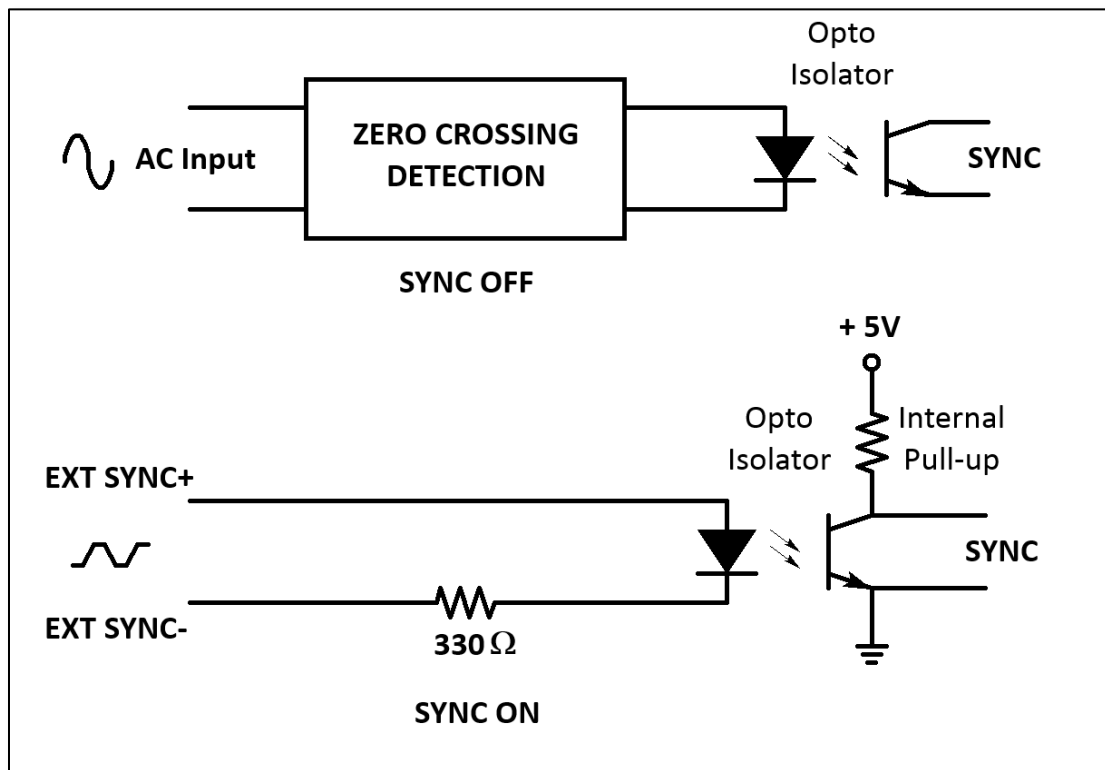 Opto
Isolator
AC Input
ZERO CROSSING
DETECTION
SYNC
SYNC OFF
+ 5V
Opto
Isolator
Internal
Pull-up
EXT SYNC+
SYNC
EXT SYNC-
330 Ω
SYNC ON